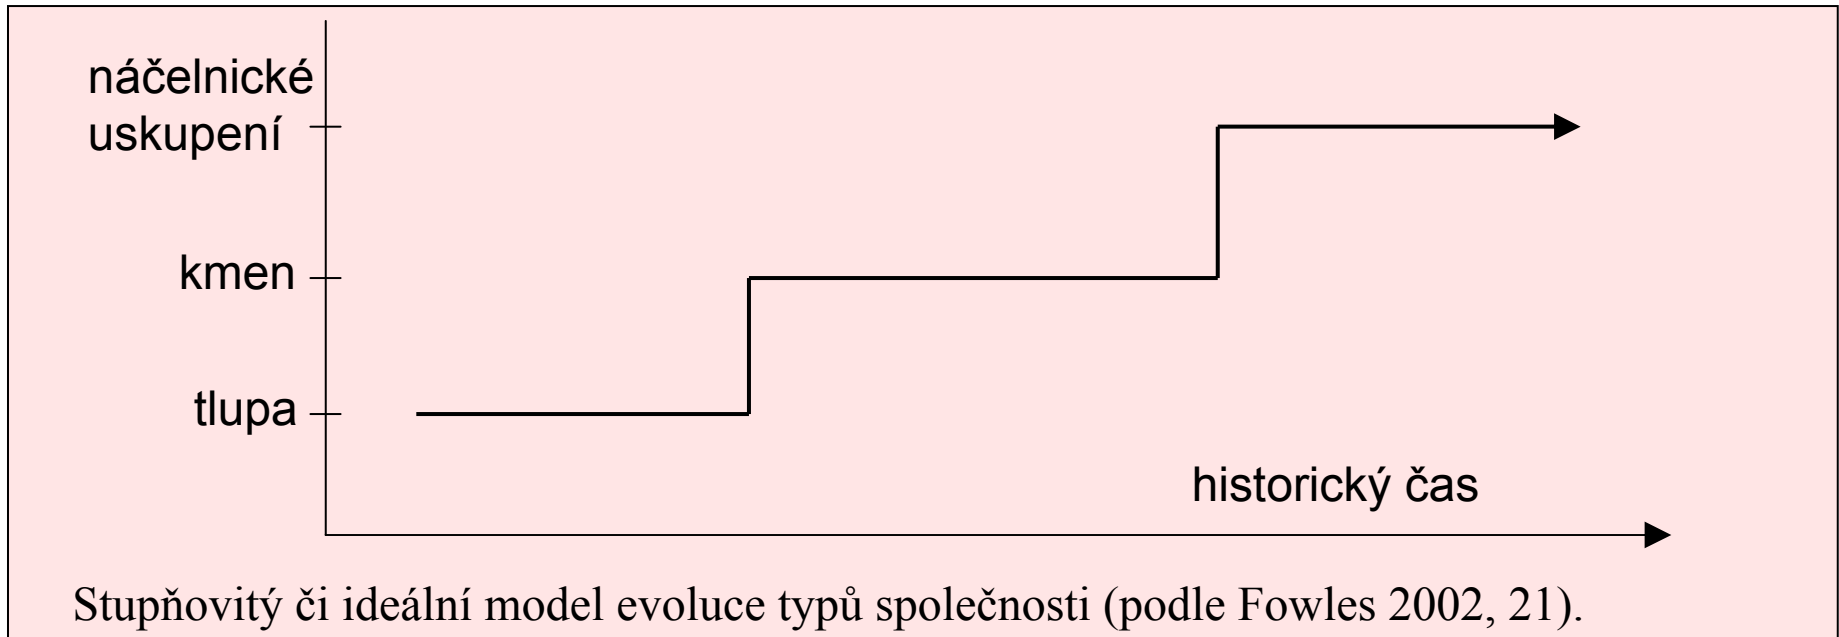 náčelnické
uskupení
kmen
tlupa
historický čas
Stupňovitý či ideální model evoluce typů společnosti (podle Fowles 2002, 21).